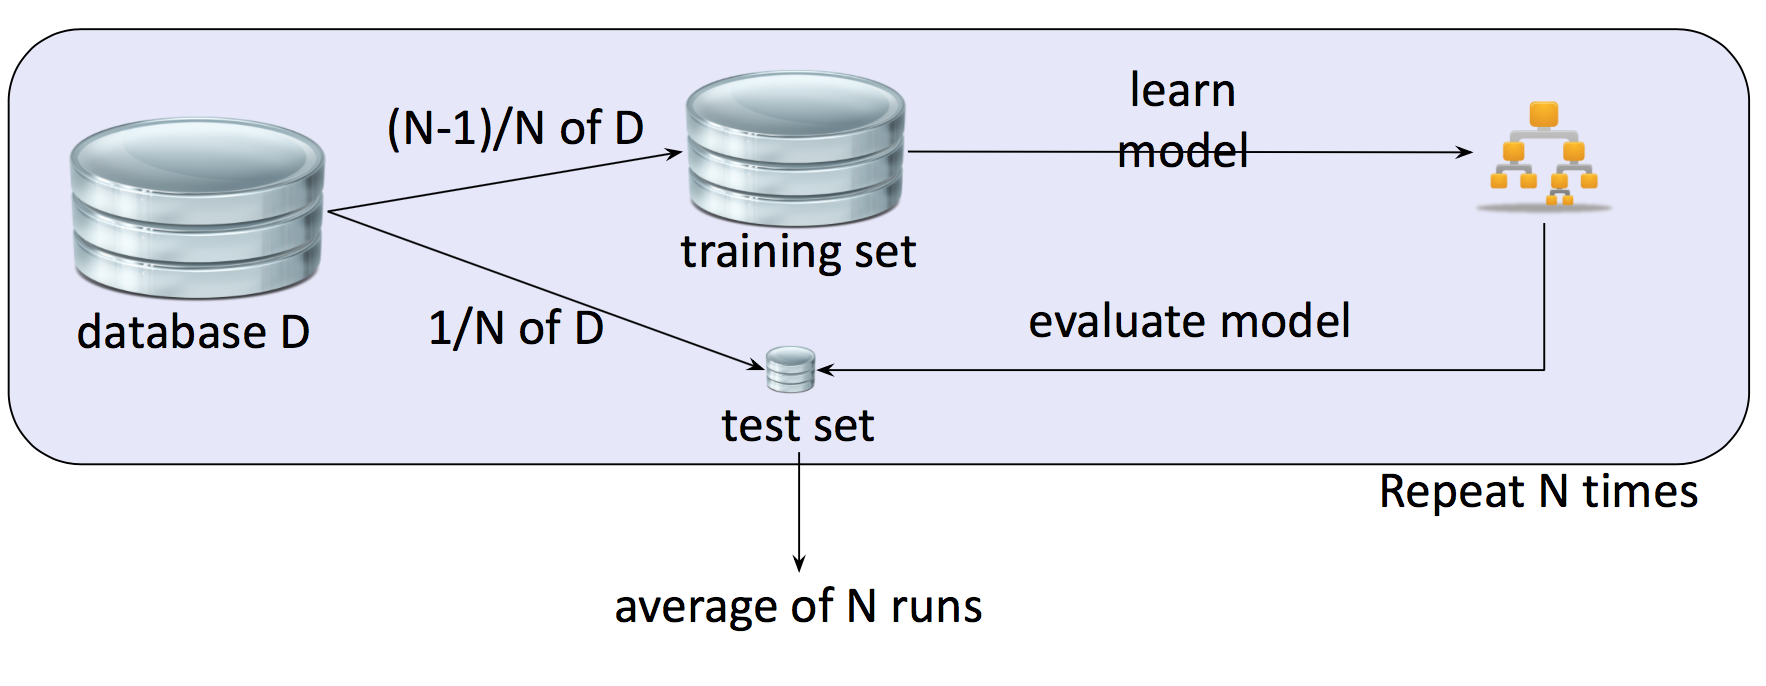 (N-1)/N of D
learn
model
training set
database D
1/N of D
evaluate model
test set
Repeat N times
average of N runs